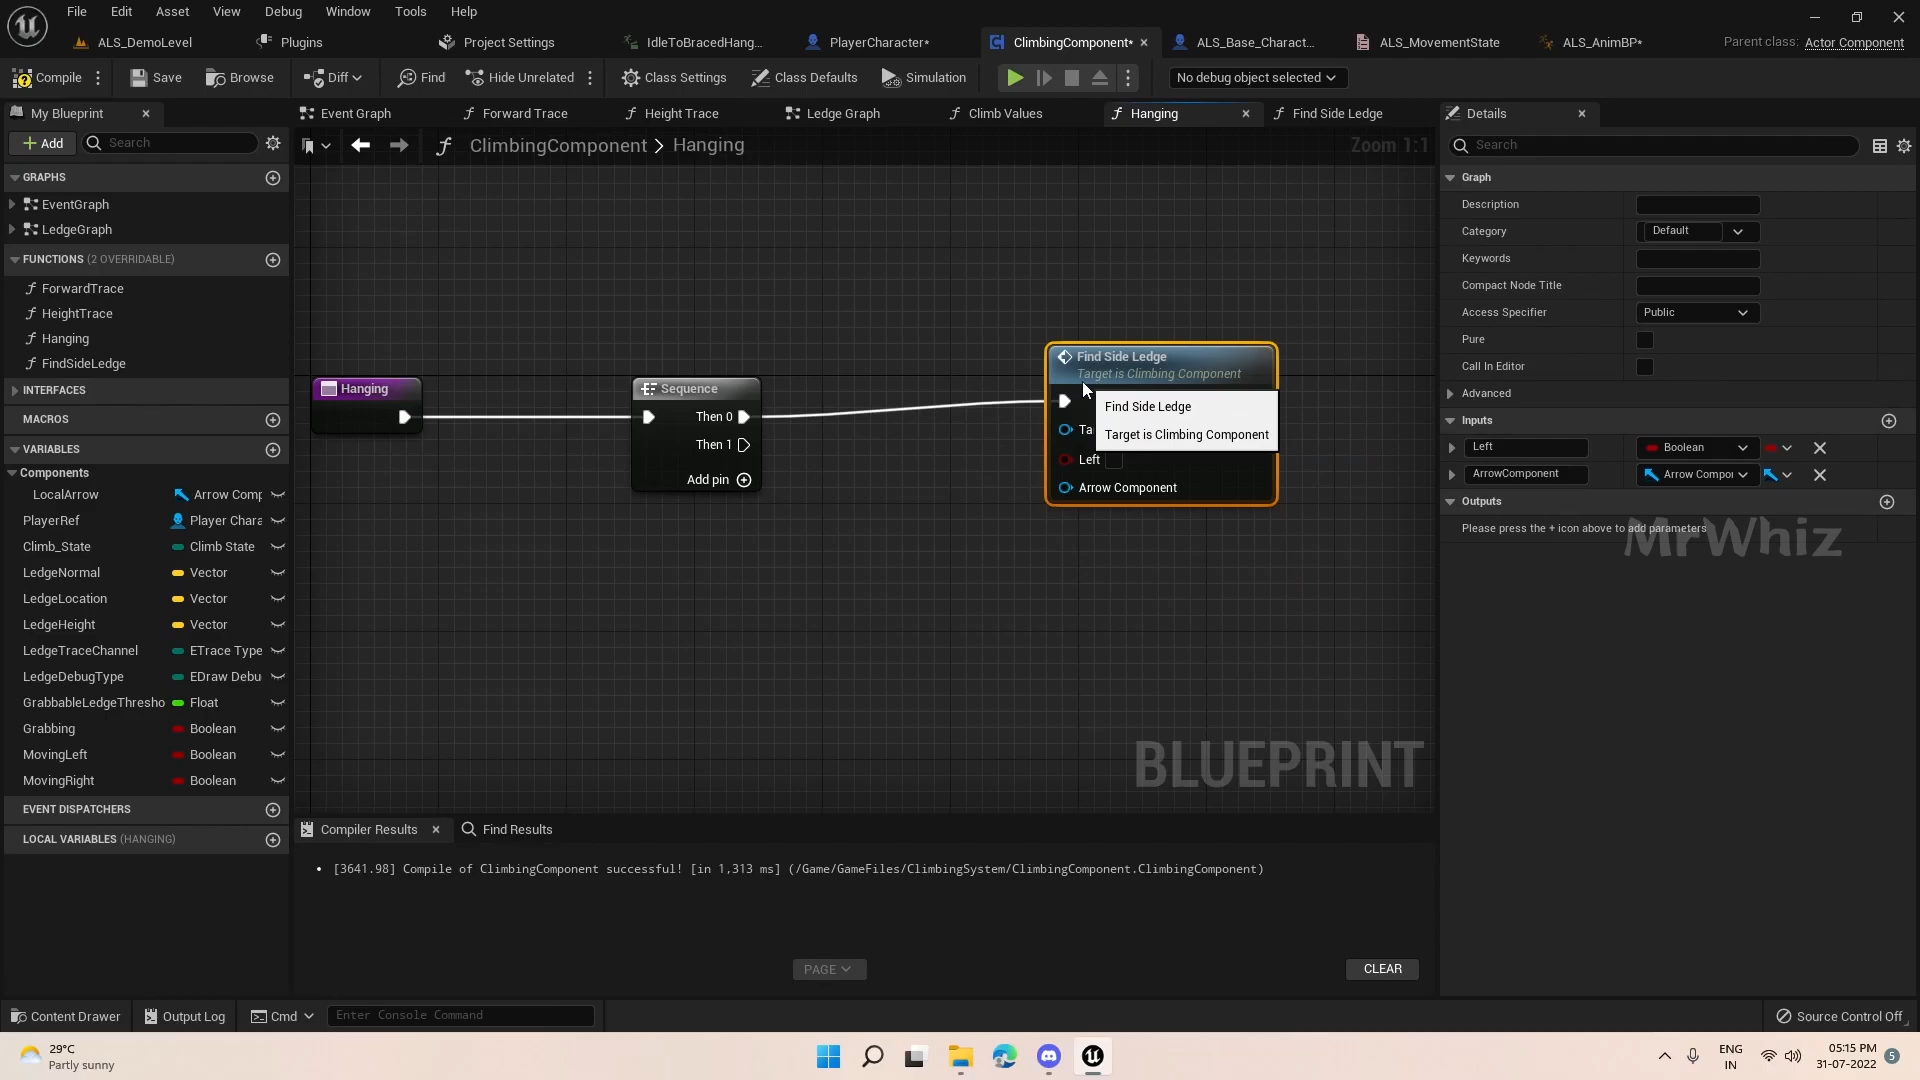 File Edit Asset View Debug Window Tools Help
ALS_DemoLevel Plugins Project Settings IdleToBracedHang... PlayerCharacter* ClimbingComponent* ALS_Base_Charact... ALS_MovementState ALS_AnimBP* Parent class: Actor Component
Compile Save Browse Diff Find Hide Unrelated Class Settings Class Defaults Simulation No debug object selected
My Blueprint Event Graph Forward Trace Height Trace Ledge Graph Climb Values Hanging Find Side Ledge Details
Add Search ClimbingComponent > Hanging Zoom 1:1 Search
GRAPHS
EventGraph
LedgeGraph
FUNCTIONS (2 OVERRIDABLE)
ForwardTrace
HeightTrace
Hanging
FindSideLedge
INTERFACES
MACROS
VARIABLES
Components
LocalArrow Arrow Comp
PlayerRef Player Chara
Climb_State Climb State
LedgeNormal Vector
LedgeLocation Vector
LedgeHeight Vector
LedgeTraceChannel ETrace Type
LedgeDebugType EDraw Debu
GrabbableLedgeThresho Float
Grabbing Boolean
MovingLeft Boolean
MovingRight Boolean
EVENT DISPATCHERS
LOCAL VARIABLES (HANGING)
Hanging
Sequence
Then 0
Then 1
Add pin
Find Side Ledge
Target is Climbing Component
Find Side Ledge
Target is Climbing Component
Ta
Left
Arrow Component
BLUEPRINT
Graph
Description
Category Default
Keywords
Compact Node Title
Access Specifier Public
Pure
Call In Editor
Advanced
Inputs
Left Boolean
ArrowComponent Arrow Compo
Outputs
Please press the + icon above to add parameters
MrWhiz
Compiler Results Find Results
• [3641.98] Compile of ClimbingComponent successful! [in 1,313 ms] (/Game/GameFiles/ClimbingSystem/ClimbingComponent.ClimbingComponent)
PAGE CLEAR
Content Drawer Output Log Cmd Enter Console Command Source Control Off
29°C
Partly sunny
ENG
IN
05:15 PM
31-07-2022
5